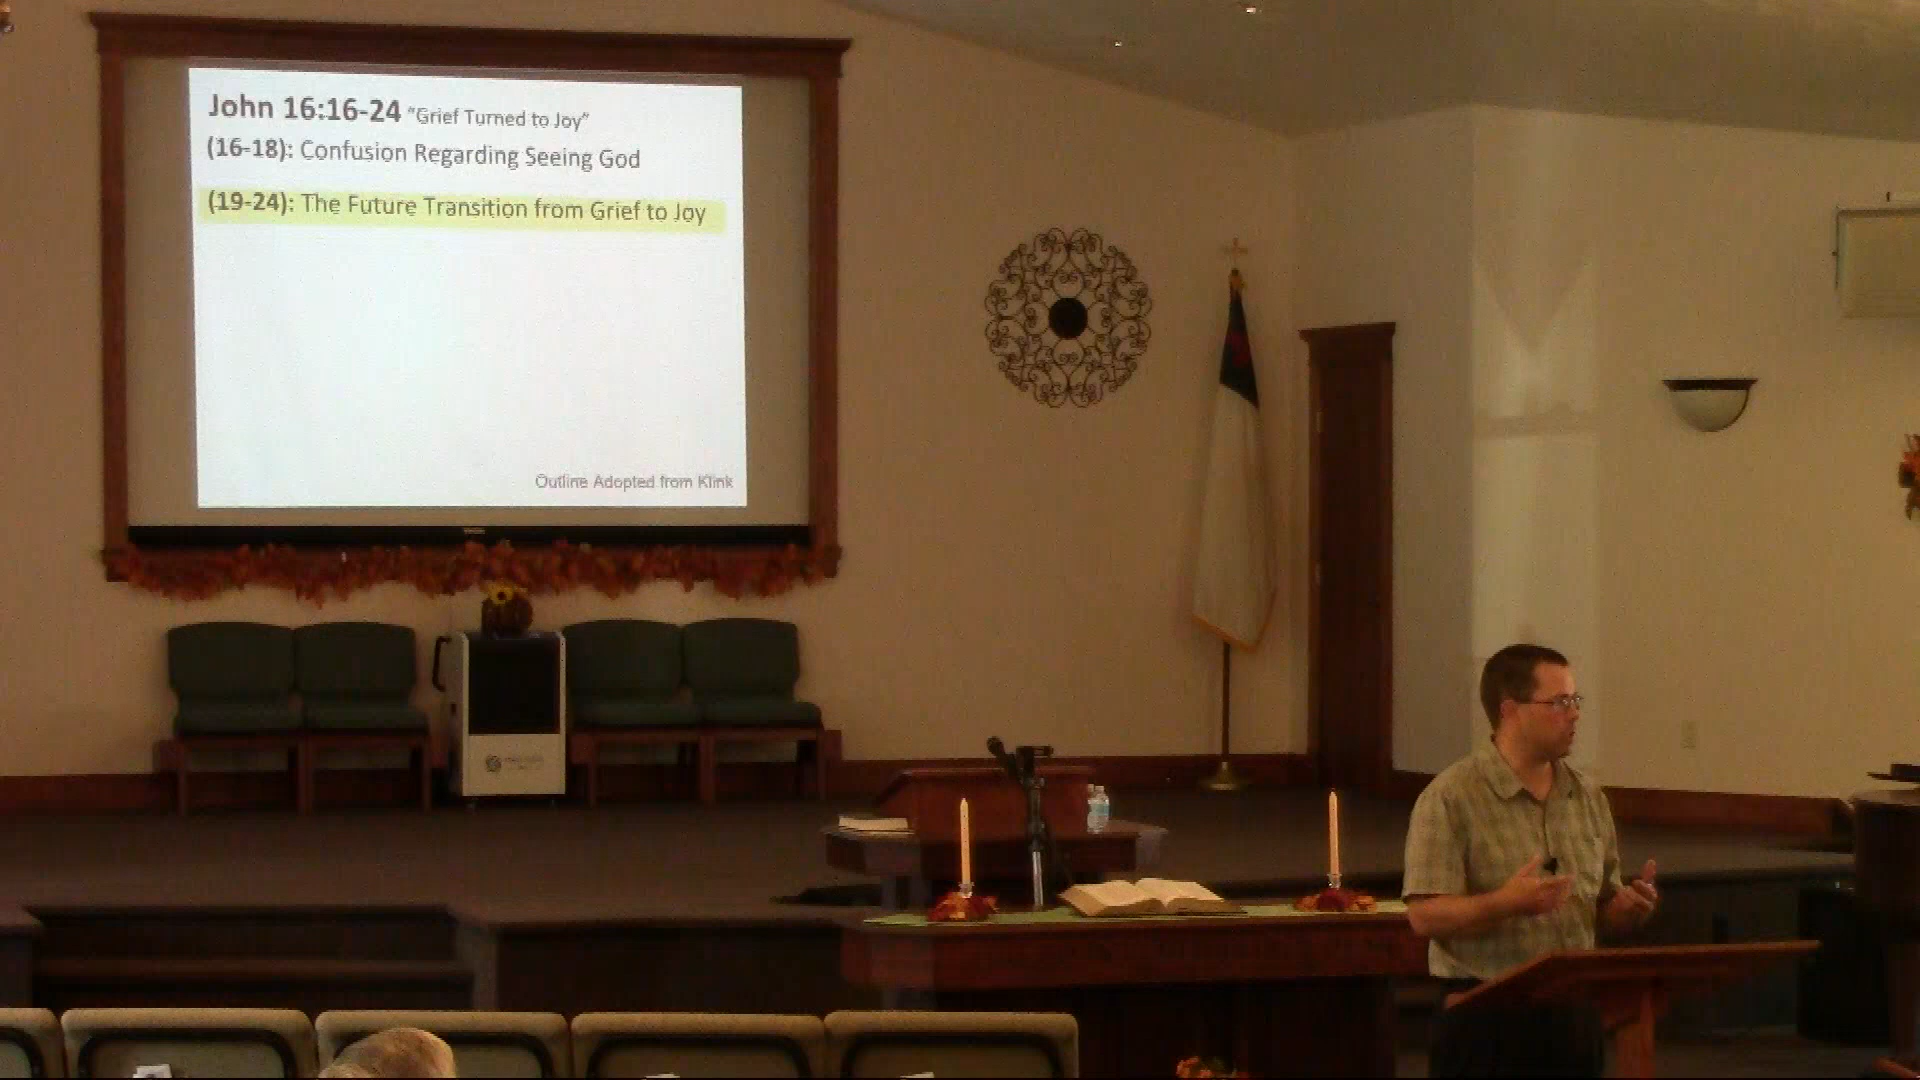 John 16:16-24 "Grief Turned to Joy"
(16-18): Confusion Regarding Seeing God
(19-24): The Future Transition from Grief to Joy
Outline Adopted from Klink